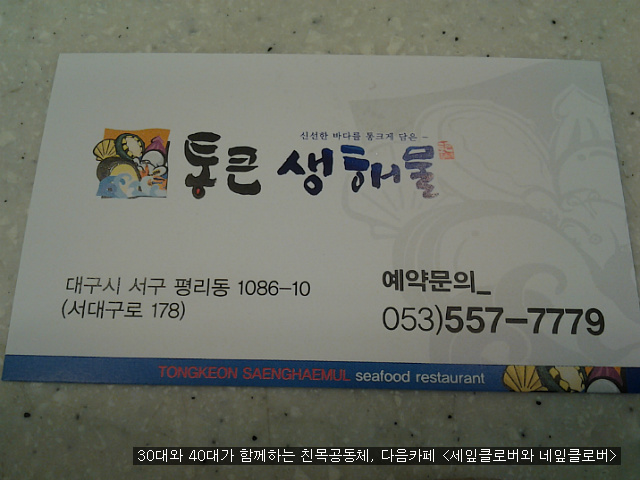 신선한 바다를 통크게 담은 –
통큰 생해물
대구시 서구 평리동 1086-10
(서대구로 178)
예약문의_
053)557-7779
TONGKEON SAENGHAEMUL seafood restaurant
30대와 40대가 함께하는 친목공동체, 다음카페 <세잎클로버와 네잎클로버>